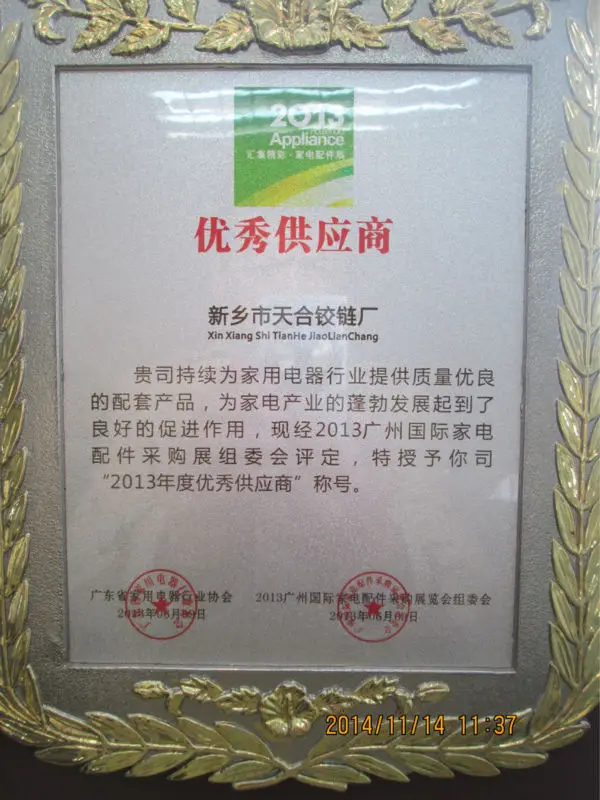 2013
Appliance
汇聚精彩·家电配件版
优秀供应商
新乡市天合铰链厂
Xin Xiang Shi TianHe JiaoLianChang
贵司持续为家用电器行业提供质量优良
的配套产品，为家电产业的蓬勃发展起到了
良好的促进作用，现经2013广州国际家电
配件采购展组委会评定，特授予你司
“2013年度优秀供应商”称号。
广东省家用电器行业协会
2013广州国际家电配件采购展览会组委会
2014/11/14 11:37